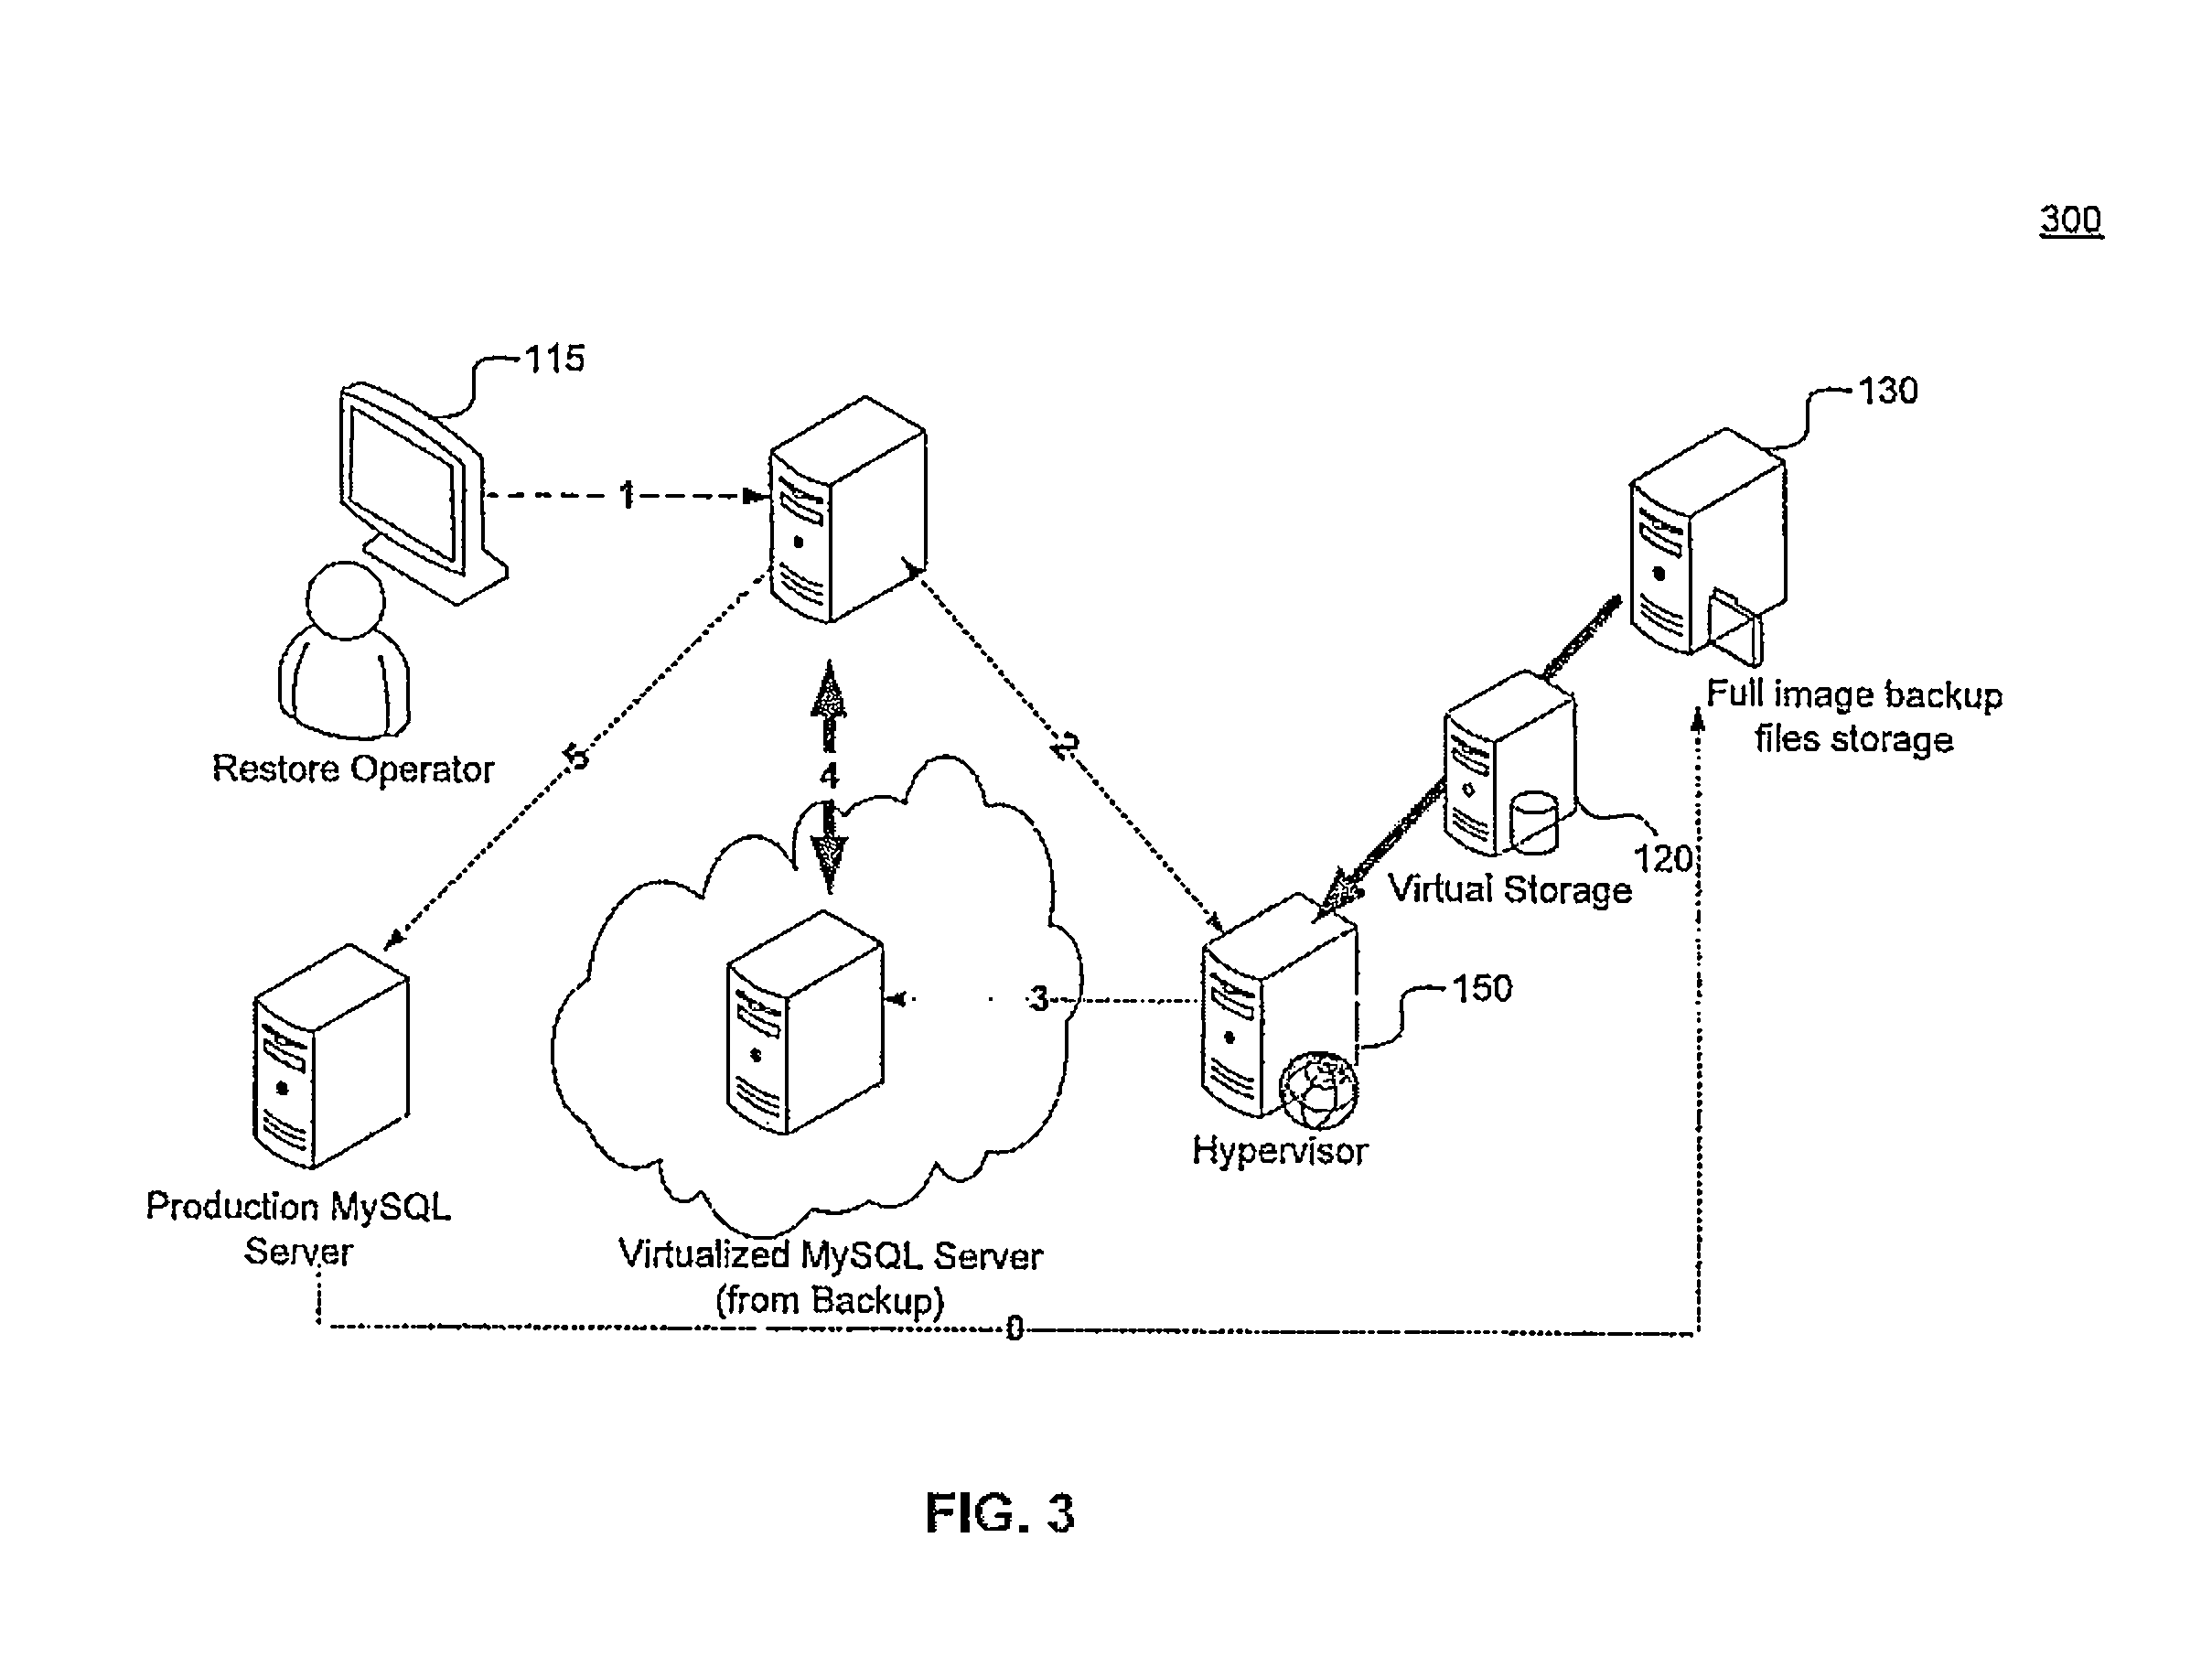 300
115
130
1
Full image backup
files storage
Restore Operator
5
2
4
120
Virtual Storage
3
150
Hypervisor
Production MySQL
Server
Virtualized MySQL Server
(from Backup)
0
FIG. 3